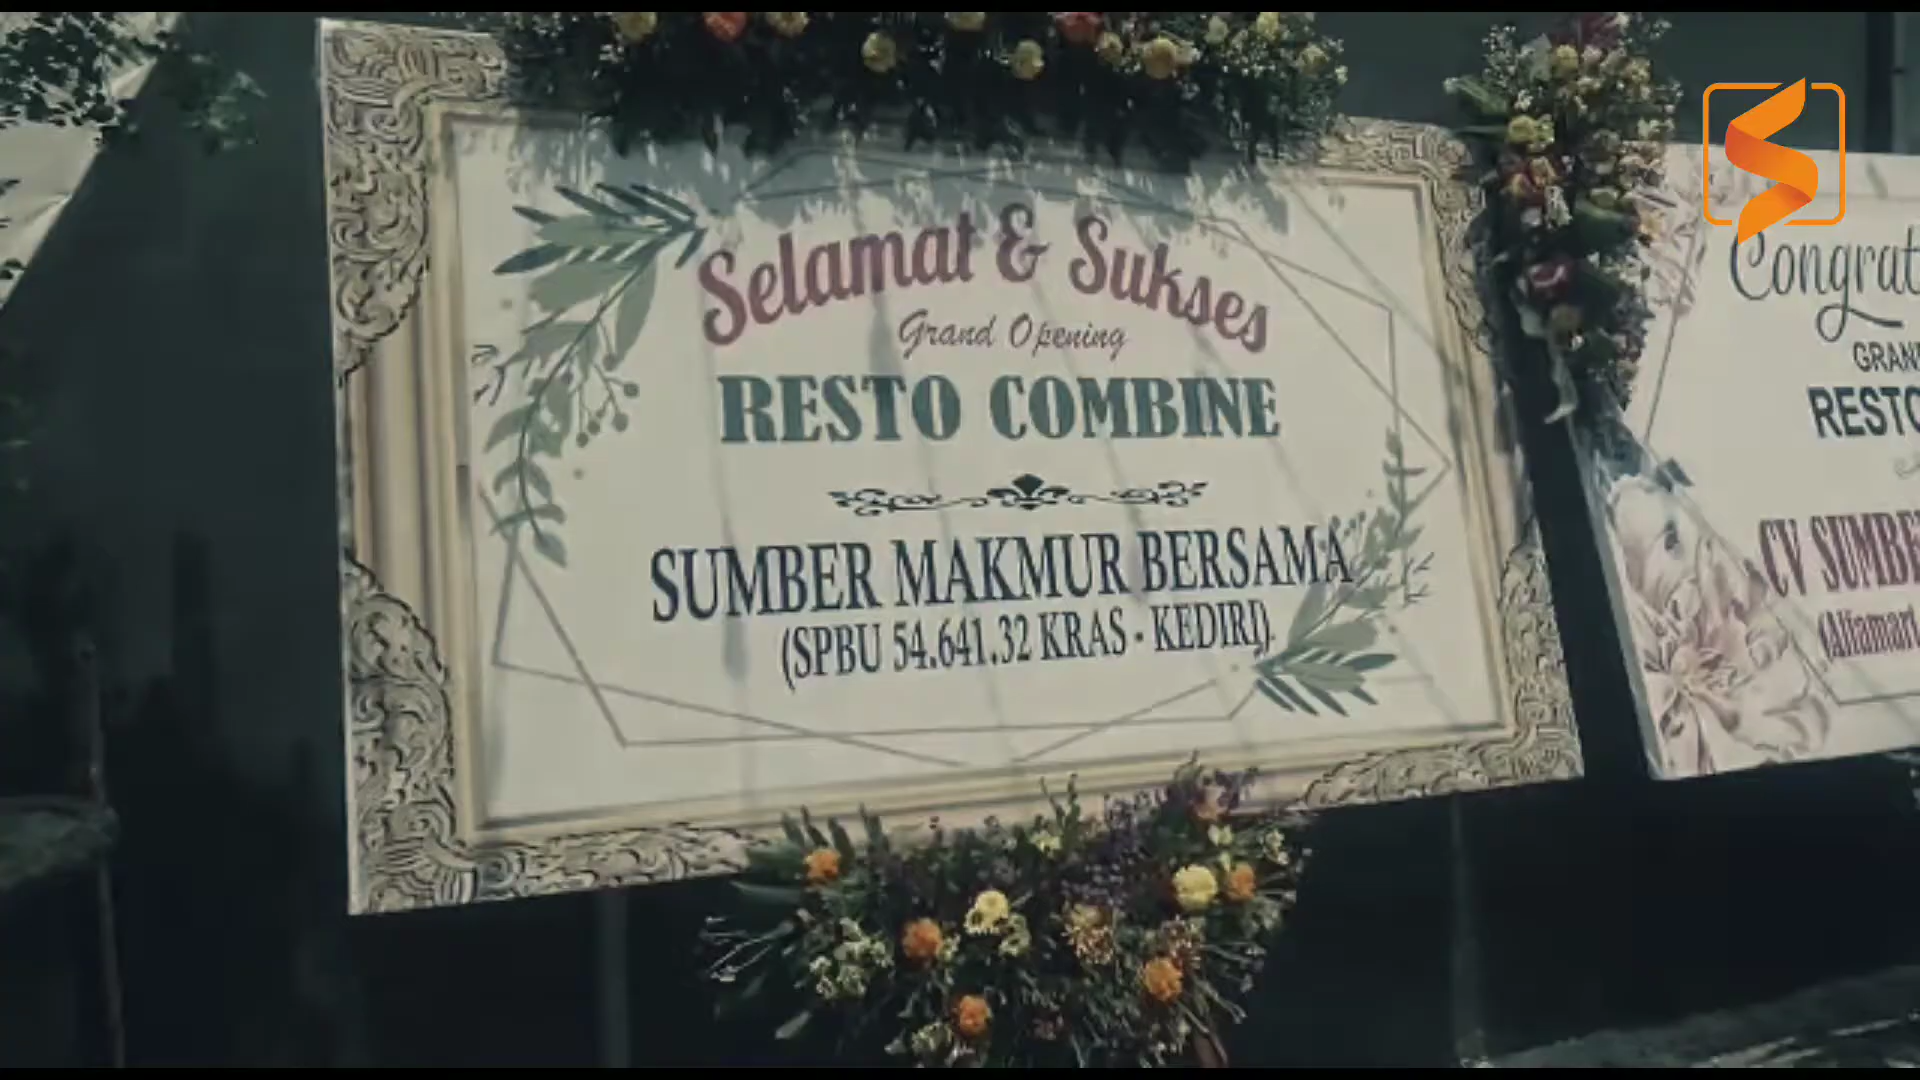 Selamat & Sukses
Grand Opening
RESTO COMBINE
SUMBER MAKMUR BERSAMA
(SPBU 54.641.32 KRAS - KEDIRI)
Congrat
GRAN
RESTO
CV SUMBE
(Alfamart